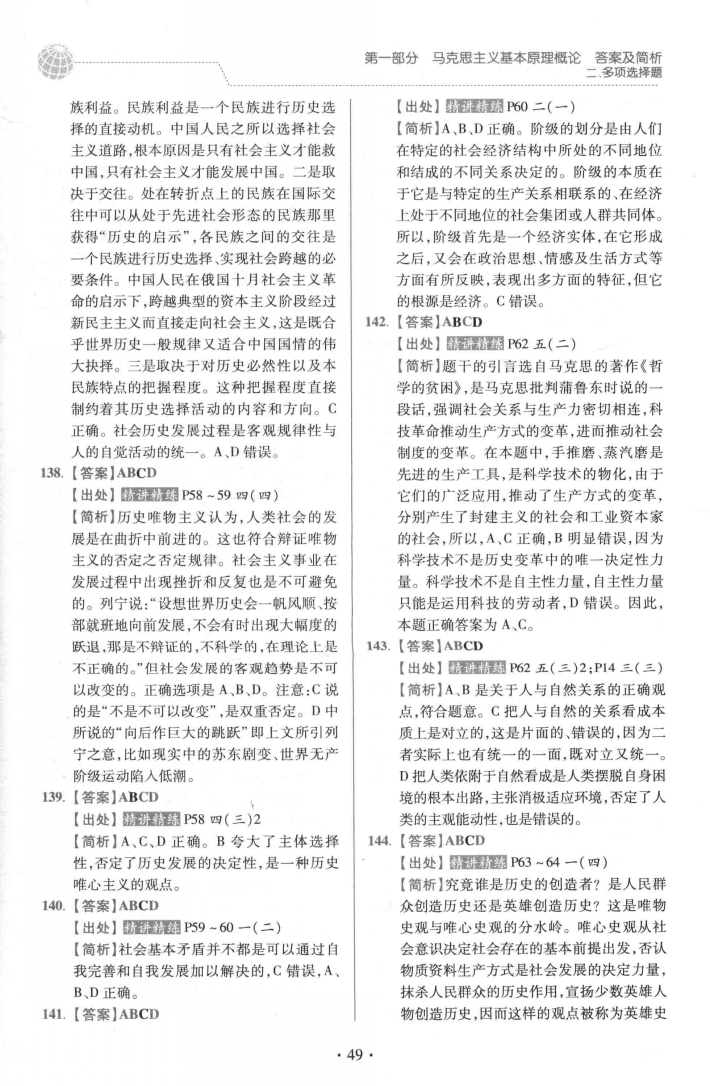 第一部分 马克思主义基本原理概论 答案及简析
二、多项选择题
族利益。民族利益是一个民族进行历史选
择的直接动机。中国人民之所以选择社会
主义道路,根本原因是只有社会主义才能救
中国,只有社会主义才能发展中国。二是取
决于交往。处在转折点上的民族在国际交
往中可以从处于先进社会形态的民族那里
获得“历史的启示”,各民族之间的交往是
一个民族进行历史选择、实现社会跨越的必
要条件。中国人民在俄国十月社会主义革
命的启示下,跨越典型的资本主义阶段经过
新民主主义而直接走向社会主义,这是既合
乎世界历史一般规律又适合中国国情的伟
大抉择。三是取决于对历史必然性以及本
民族特点的把握程度。这种把握程度直接
制约着其历史选择活动的内容和方向。C
正确。社会历史发展过程是客观规律性与
人的自觉活动的统一。A、D错误。
138.【答案】ABCD
【出处】精讲精练P58~59四(四)
【简析】历史唯物主义认为,人类社会的发
展是在曲折中前进的。这也符合辩证唯物
主义的否定之否定规律。社会主义事业在
发展过程中出现挫折和反复也是不可避免
的。列宁说:“设想世界历史会一帆风顺、按
部就班地向前发展,不会有时出现大幅度的
跃退,那是不辩证的,不科学的,在理论上是
不正确的。”但社会发展的客观趋势是不可
以改变的。正确选项是A、B、D。注意:C说
的是“不是不可以改变”,是双重否定。D中
所说的“向后作巨大的跳跃”即上文所引列
宁之意,比如现实中的苏东剧变、世界无产
阶级运动陷入低潮。
139.【答案】ABCD
【出处】精讲精练P58四(三)2
【简析】A、C、D正确。B夸大了主体选择
性,否定了历史发展的决定性,是一种历史
唯心主义的观点。
140.【答案】ABCD
【出处】精讲精练P59~60一(二)
【简析】社会基本矛盾并不都是可以通过自
我完善和自我发展加以解决的,C错误,A、
B、D正确。
141.【答案】ABCD
【出处】精讲精练P60二(一)
【简析】A、B、D正确。阶级的划分是由人们
在特定的社会经济结构中所处的不同地位
和结成的不同关系决定的。阶级的本质在
于它是与特定的生产关系相联系的、在经济
上处于不同地位的社会集团或人群共同体。
所以,阶级首先是一个经济实体,在它形成
之后,又会在政治思想、情感及生活方式等
方面有所反映,表现出多方面的特征,但它
的根源是经济。C错误。
142.【答案】ABCD
【出处】精讲精练P62五(二)
【简析】题干的引言选自马克思的著作《哲
学的贫困》,是马克思批判蒲鲁东时说的一
段话,强调社会关系与生产力密切相连,科
技革命推动生产方式的变革,进而推动社会
制度的变革。在本题中,手推磨、蒸汽磨是
先进的生产工具,是科学技术的物化,由于
它们的广泛应用,推动了生产方式的变革,
分别产生了封建主义的社会和工业资本家
的社会,所以,A、C正确,B明显错误,因为
科学技术不是历史变革中的唯一决定性力
量。科学技术不是自主性力量,自主性力量
只能是运用科技的劳动者,D错误。因此,
本题正确答案为A、C。
143.【答案】ABCD
【出处】精讲精练P62五(三)2;P14三(三)
【简析】A、B是关于人与自然关系的正确观
点,符合题意。C把人与自然的关系看成本
质上是对立的,这是片面的、错误的,因为二
者实际上也有统一的一面,既对立又统一。
D把人类依附于自然看成是人类摆脱自身困
境的根本出路,主张消极适应环境,否定了人
类的主观能动性,也是错误的。
144.【答案】ABCD
【出处】精讲精练P63~64一(四)
【简析】究竟谁是历史的创造者?是人民群
众创造历史还是英雄创造历史?这是唯物
史观与唯心史观的分水岭。唯心史观从社
会意识决定社会存在的基本前提出发,否认
物质资料生产方式是社会发展的决定力量,
抹杀人民群众的历史作用,宣扬少数英雄人
物创造历史,因而这样的观点被称为英雄史
·49·